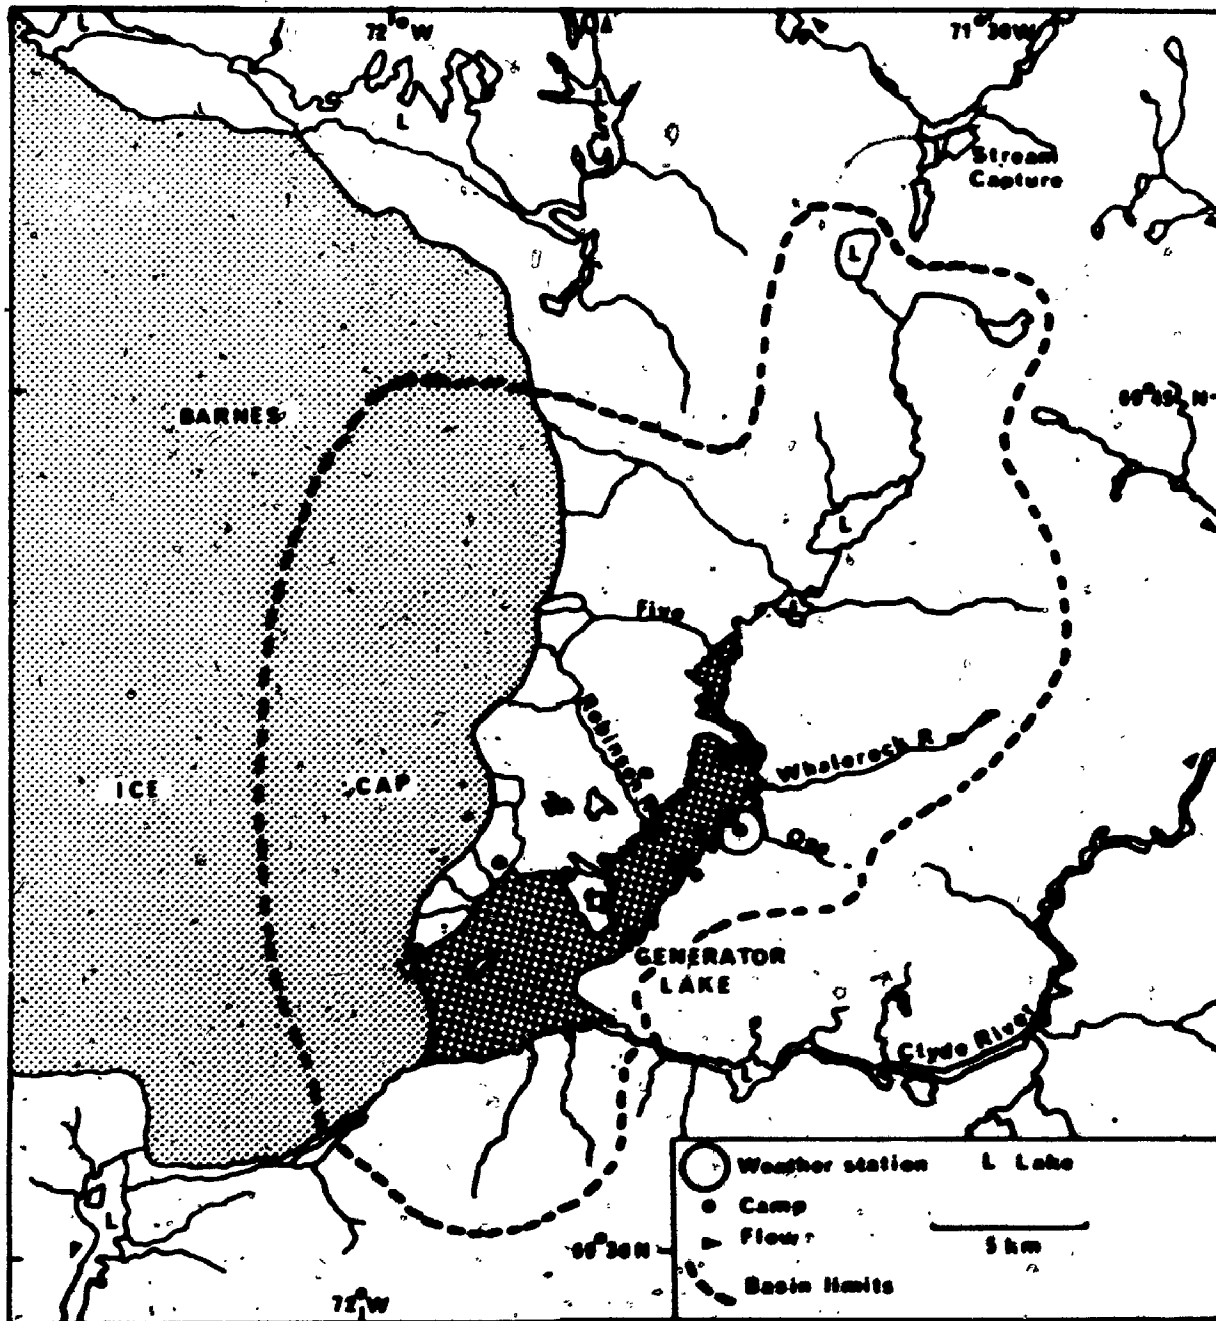 72°W
71°30'W
L
L
L
Stream
Capture
L
BARNES
L
L
Five
Robinson R
Whalerock R
ICE
CAP
One
GENERATOR
LAKE
Clyde River
L
L
Weather station
L Lake
Camp
Flow
5 km
Basin limits
72°W